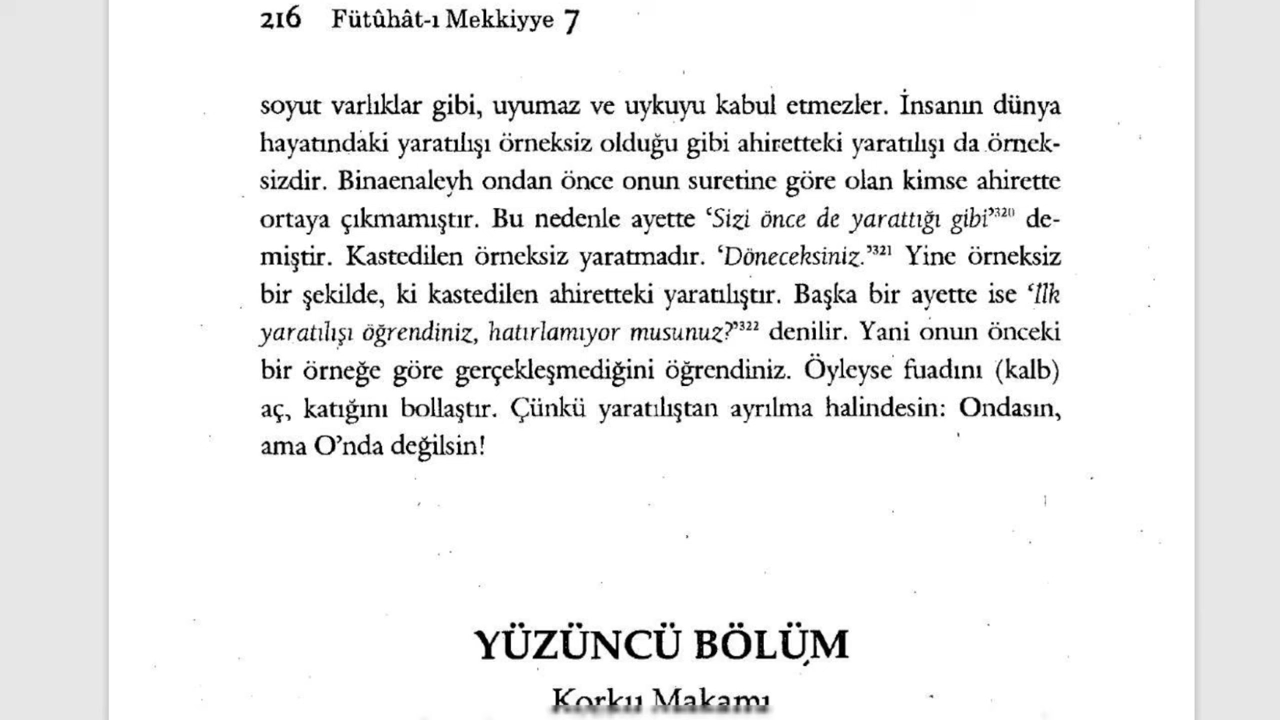 216 Fütûhât-ı Mekkiyye 7
soyut varlıklar gibi, uyumaz ve uykuyu kabul etmezler. İnsanın dünya
hayatındaki yaratılışı örneksiz olduğu gibi ahiretteki yaratılışı da örnek-
sizdir. Binaenaleyh ondan önce onun suretine göre olan kimse ahirette
ortaya çıkmamıştır. Bu nedenle ayette ‘Sizi önce de yarattığı gibi’320 de-
miştir. Kastedilen örneksiz yaratmadır. ‘Döneceksiniz.’321 Yine örneksiz
bir şekilde, ki kastedilen ahiretteki yaratılıştır. Başka bir ayette ise ‘İlk
yaratılışı öğrendiniz, hatırlamıyor musunuz?’322 denilir. Yani onun önceki
bir örneğe göre gerçekleşmediğini öğrendiniz. Öyleyse fuadını (kalb)
aç, katığını bollaştır. Çünkü yaratılıştan ayrılma halindesin: Ondasın,
ama O’nda değilsin!
YÜZÜNCÜ BÖLÜM
Korku Makamı